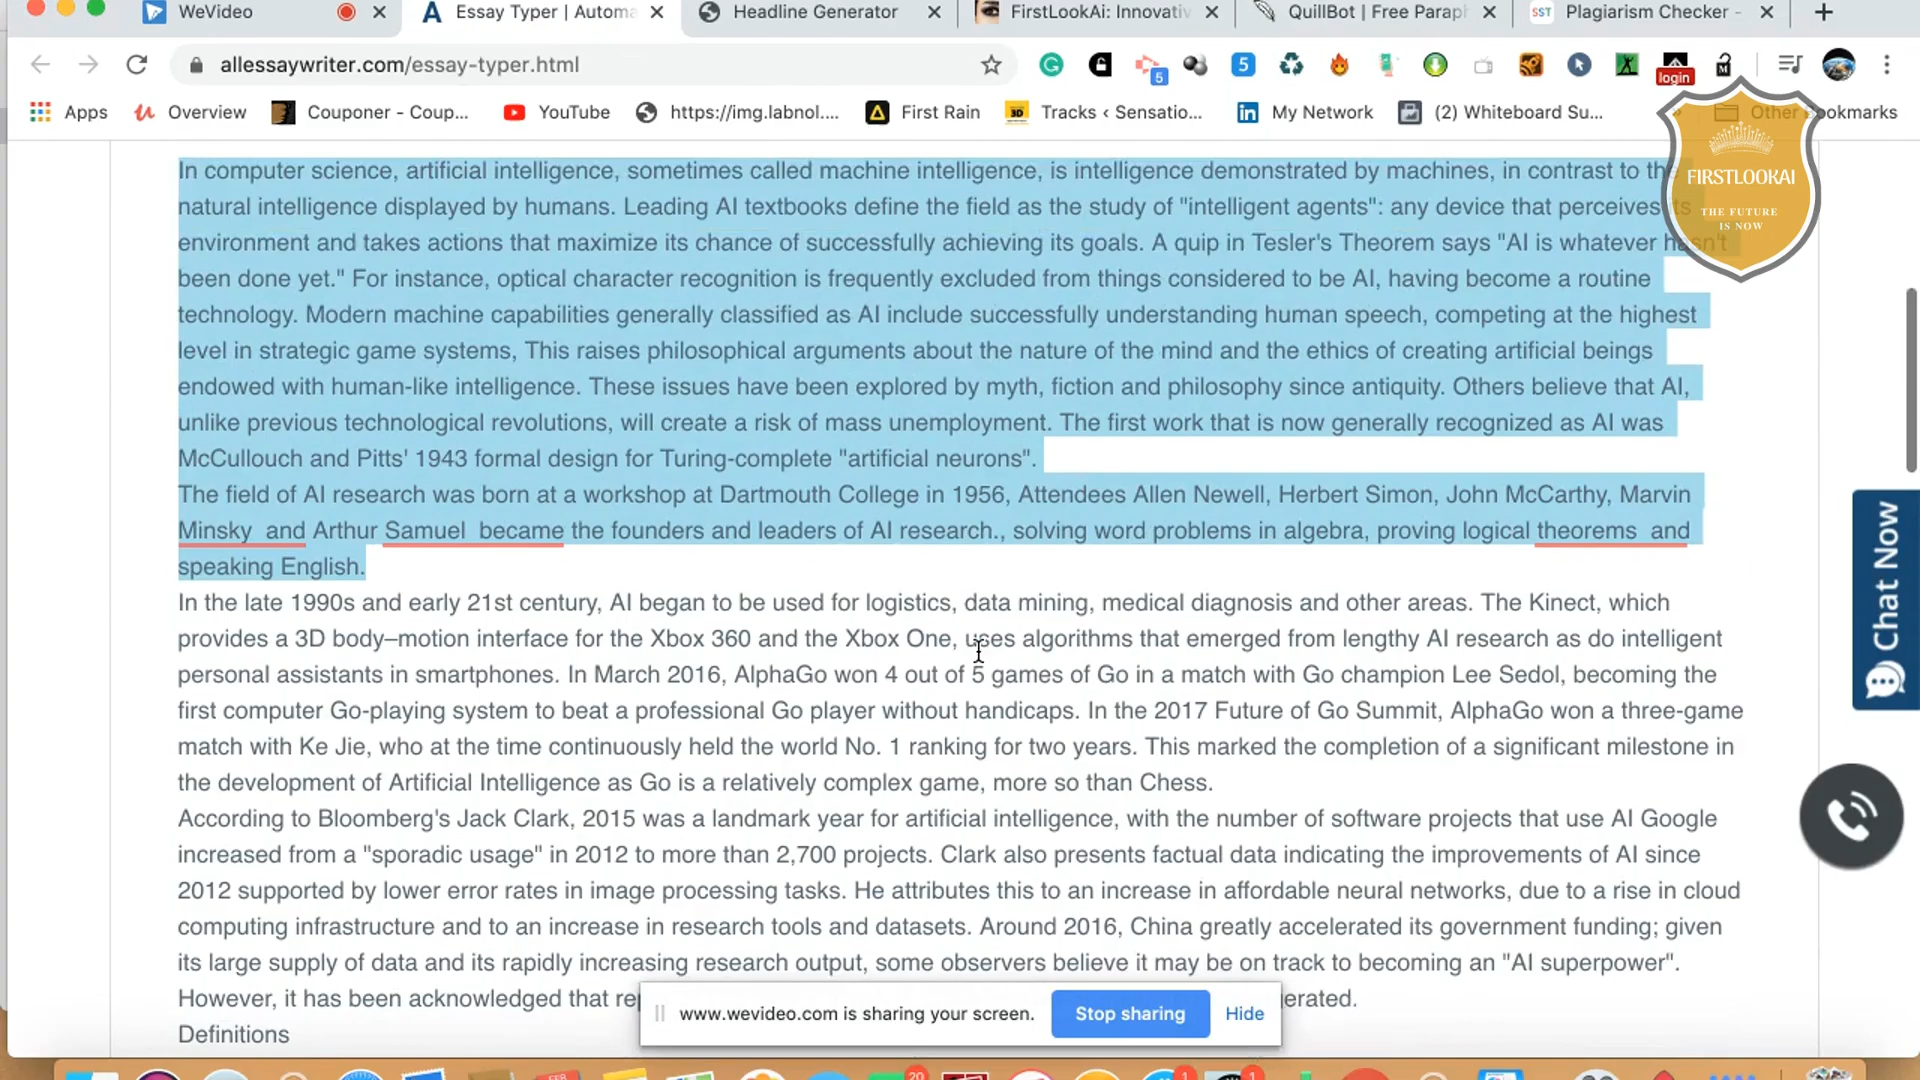 WeVideo
Essay Typer | Automa
Headline Generator
FirstLookAi: Innovativ
QuillBot | Free Paraph
SST Plagiarism Checker -
allessaywriter.com/essay-typer.html
5
5
login
Apps
Overview
Couponer - Coup...
YouTube
https://img.labnol....
First Rain
Tracks < Sensatio...
My Network
(2) Whiteboard Su...
Other Bookmarks
FIRSTLOOKAI
THE FUTURE
IS NOW
In computer science, artificial intelligence, sometimes called machine intelligence, is intelligence demonstrated by machines, in contrast to the
natural intelligence displayed by humans. Leading AI textbooks define the field as the study of "intelligent agents": any device that perceives its
environment and takes actions that maximize its chance of successfully achieving its goals. A quip in Tesler's Theorem says "AI is whatever hasn't
been done yet." For instance, optical character recognition is frequently excluded from things considered to be AI, having become a routine
technology. Modern machine capabilities generally classified as AI include successfully understanding human speech, competing at the highest
level in strategic game systems, This raises philosophical arguments about the nature of the mind and the ethics of creating artificial beings
endowed with human-like intelligence. These issues have been explored by myth, fiction and philosophy since antiquity. Others believe that AI,
unlike previous technological revolutions, will create a risk of mass unemployment. The first work that is now generally recognized as AI was
McCullouch and Pitts' 1943 formal design for Turing-complete "artificial neurons".
The field of AI research was born at a workshop at Dartmouth College in 1956, Attendees Allen Newell, Herbert Simon, John McCarthy, Marvin
Minsky and Arthur Samuel became the founders and leaders of AI research., solving word problems in algebra, proving logical theorems and
speaking English.
In the late 1990s and early 21st century, AI began to be used for logistics, data mining, medical diagnosis and other areas. The Kinect, which
provides a 3D body–motion interface for the Xbox 360 and the Xbox One, uses algorithms that emerged from lengthy AI research as do intelligent
personal assistants in smartphones. In March 2016, AlphaGo won 4 out of 5 games of Go in a match with Go champion Lee Sedol, becoming the
first computer Go-playing system to beat a professional Go player without handicaps. In the 2017 Future of Go Summit, AlphaGo won a three-game
match with Ke Jie, who at the time continuously held the world No. 1 ranking for two years. This marked the completion of a significant milestone in
the development of Artificial Intelligence as Go is a relatively complex game, more so than Chess.
According to Bloomberg's Jack Clark, 2015 was a landmark year for artificial intelligence, with the number of software projects that use AI Google
increased from a "sporadic usage" in 2012 to more than 2,700 projects. Clark also presents factual data indicating the improvements of AI since
2012 supported by lower error rates in image processing tasks. He attributes this to an increase in affordable neural networks, due to a rise in cloud
computing infrastructure and to an increase in research tools and datasets. Around 2016, China greatly accelerated its government funding; given
its large supply of data and its rapidly increasing research output, some observers believe it may be on track to becoming an "AI superpower".
However, it has been acknowledged that re erated.
Definitions
Chat Now
www.wevideo.com is sharing your screen.
Stop sharing
Hide
FEB
20
1
1